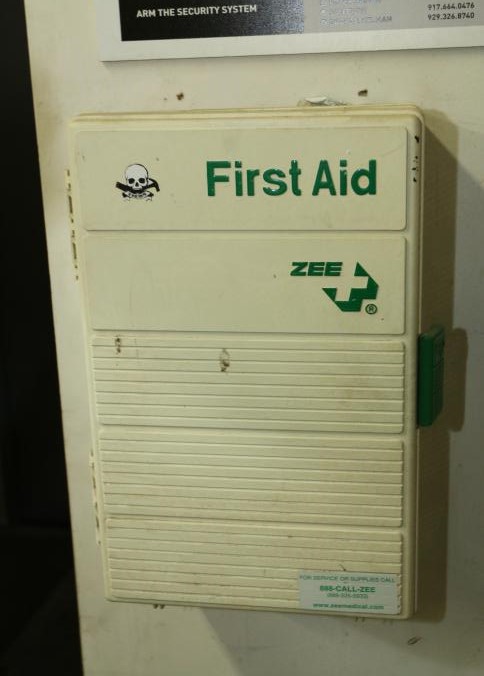 ARM THE SECURITY SYSTEM
917.664.0476
929.326.8740
First Aid
ZEE
®
FOR SERVICE OR SUPPLIES CALL
888-CALL-ZEE
www.zeemedical.com